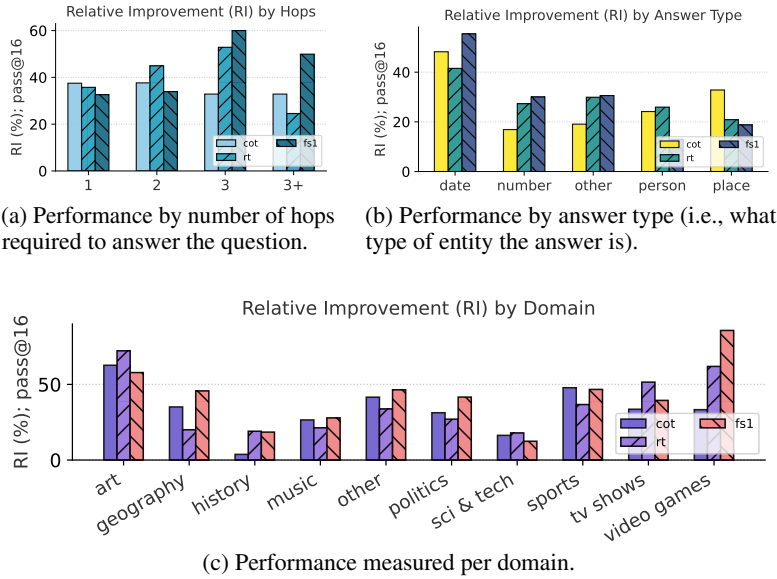 Relative Improvement (RI) by Hops
RI (%); pass@16
60
40
20
0
1 2 3 3+
cot fs1
rt
(a) Performance by number of hops
required to answer the question.
Relative Improvement (RI) by Answer Type
RI (%); pass@16
40
20
0
date number other person place
cot fs1
rt
(b) Performance by answer type (i.e., what
type of entity the answer is).
Relative Improvement (RI) by Domain
RI (%); pass@16
50
0
art geography history music other politics sci & tech sports tv shows video games
cot fs1
rt
(c) Performance measured per domain.